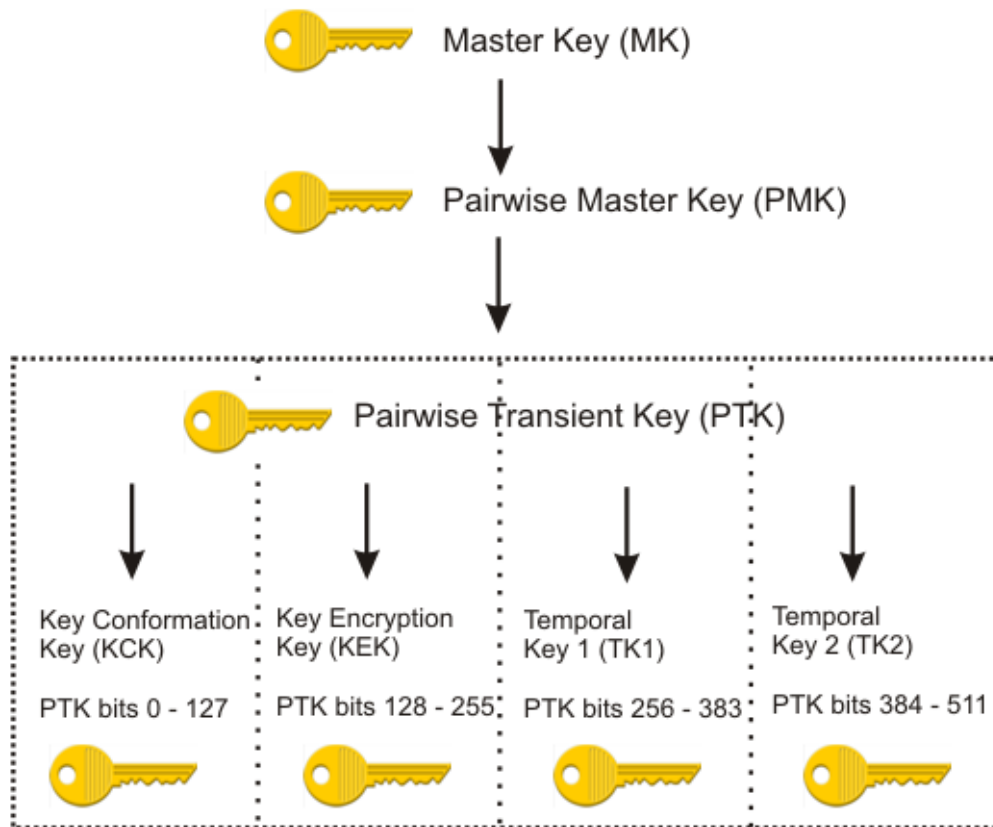 Master Key (MK)
Pairwise Master Key (PMK)
Pairwise Transient Key (PTK)
Key Conformation
Key (KCK)
PTK bits 0 - 127
Key Encryption
Key (KEK)
PTK bits 128 - 255
Temporal
Key 1 (TK1)
PTK bits 256 - 383
Temporal
Key 2 (TK2)
PTK bits 384 - 511